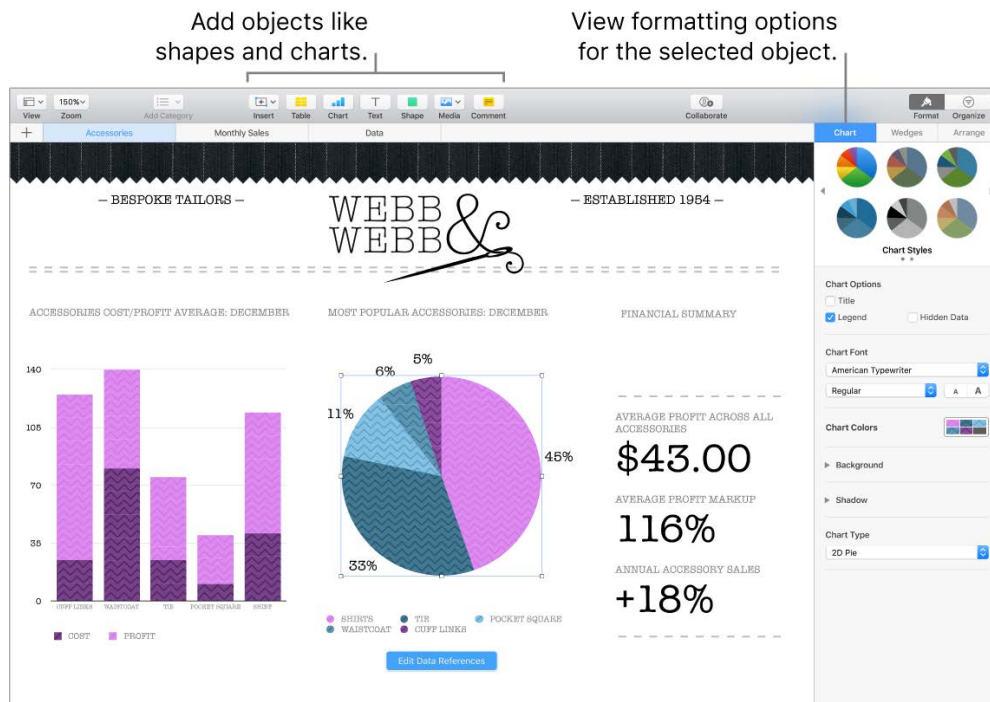 Add objects like
shapes and charts.
View formatting options
for the selected object.
150%
View Zoom Add Category Insert Table Chart Text Shape Media Comment Collaborate Format Organize
Accessories Monthly Sales Data
Chart Wedges Arrange
— BESPOKE TAILORS —
WEBB &
WEBB
— ESTABLISHED 1954 —
Chart Styles
ACCESSORIES COST/PROFIT AVERAGE: DECEMBER
140
105
70
35
0
CUFF LINKS WAISTCOAT TIE POCKET SQUARE SHIRT
COST PROFIT
MOST POPULAR ACCESSORIES: DECEMBER
5%
6%
11%
45%
33%
SHIRTS TIE POCKET SQUARE
WAISTCOAT CUFF LINKS
Edit Data References
FINANCIAL SUMMARY
AVERAGE PROFIT ACROSS ALL
ACCESSORIES
$43.00
AVERAGE PROFIT MARKUP
116%
ANNUAL ACCESSORY SALES
+18%
Chart Options
Title
Legend Hidden Data
Chart Font
American Typewriter
Regular A A
Chart Colors
Background
Shadow
Chart Type
2D Pie